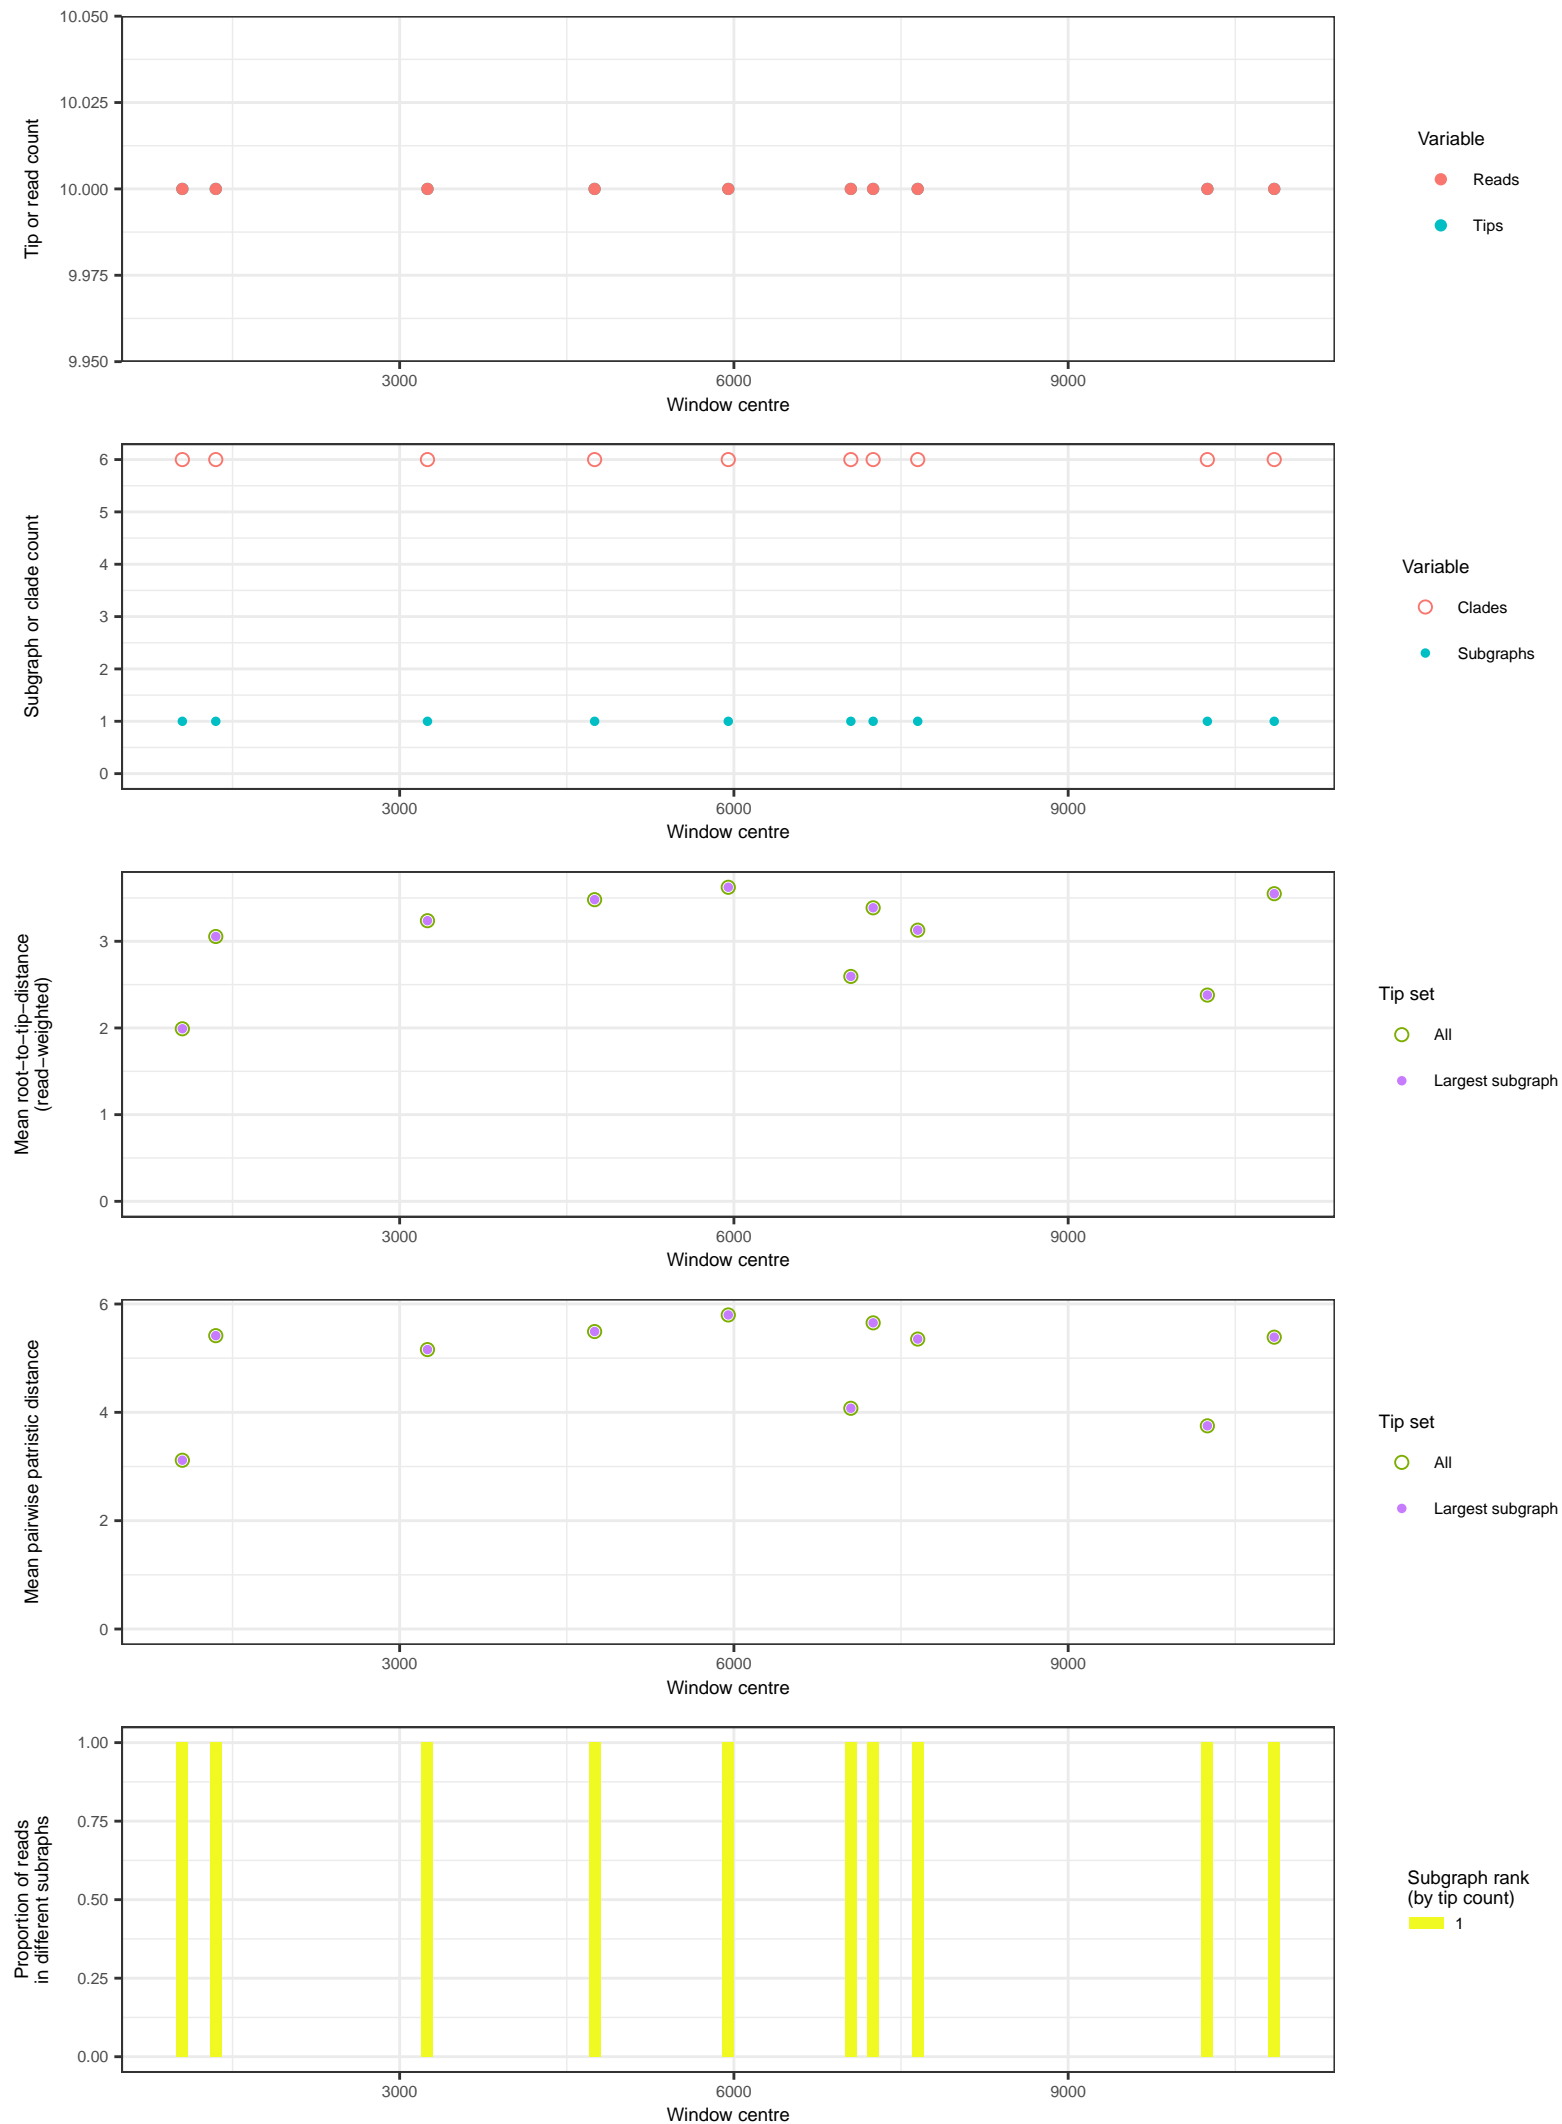 10.050
10.025
10.000
9.975
9.950
Tip or read count
3000 6000 9000
Window centre
Variable
Reads
Tips
6
5
4
3
2
1
0
Subgraph or clade count
3000 6000 9000
Window centre
Variable
Clades
Subgraphs
3
2
1
0
Mean root−to−tip−distance
(read−weighted)
3000 6000 9000
Window centre
Tip set
All
Largest subgraph
6
4
2
0
Mean pairwise patristic distance
3000 6000 9000
Window centre
Tip set
All
Largest subgraph
1.00
0.75
0.50
0.25
0.00
Proportion of reads
in different subraphs
3000 6000 9000
Window centre
Subgraph rank
(by tip count)
1